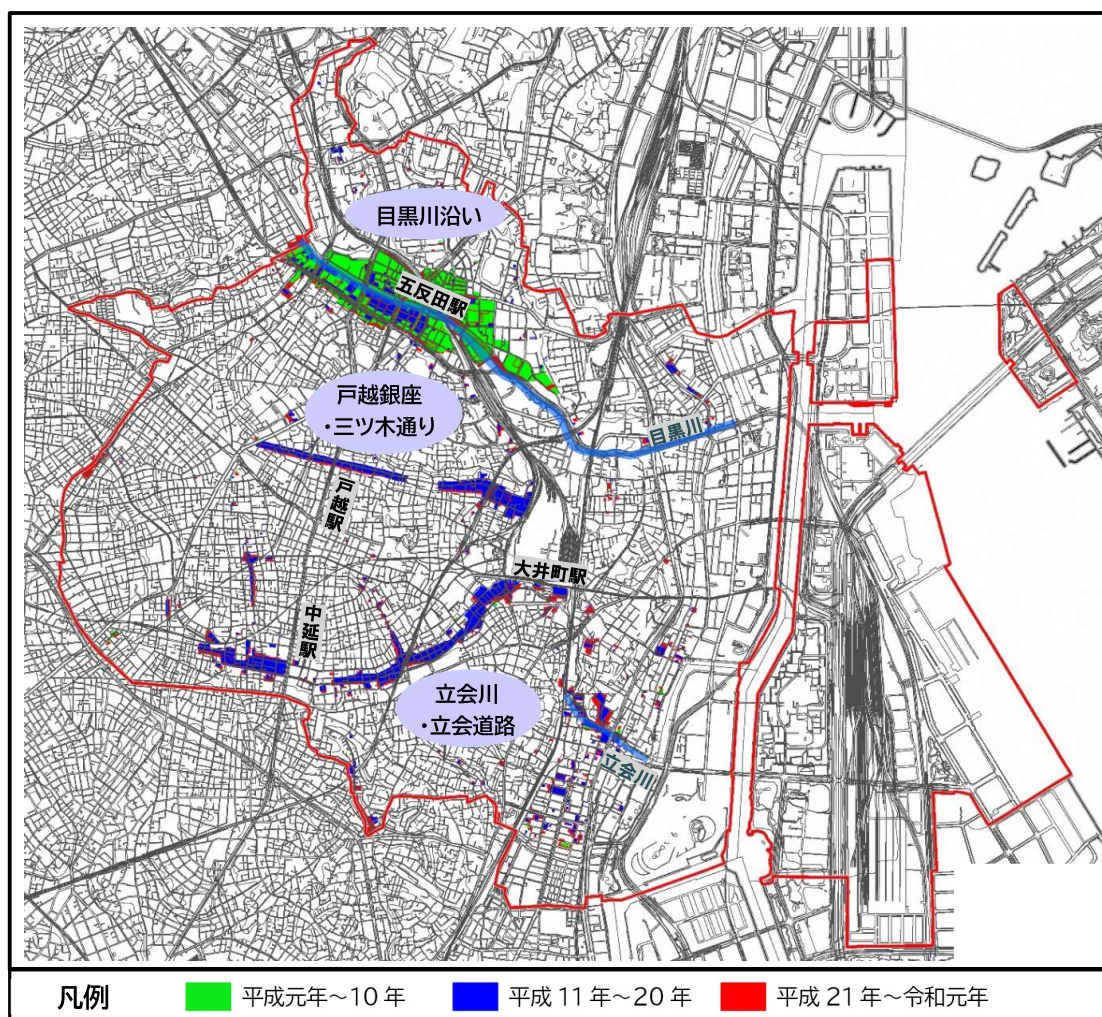 目黒川沿い
五反田駅
戸越銀座
・三ツ木通り
目黒川
戸越駅
大井町駅
中延駅
立会川
・立会道路
立会川
凡例
平成元年～10年
平成11年～20年
平成21年～令和元年